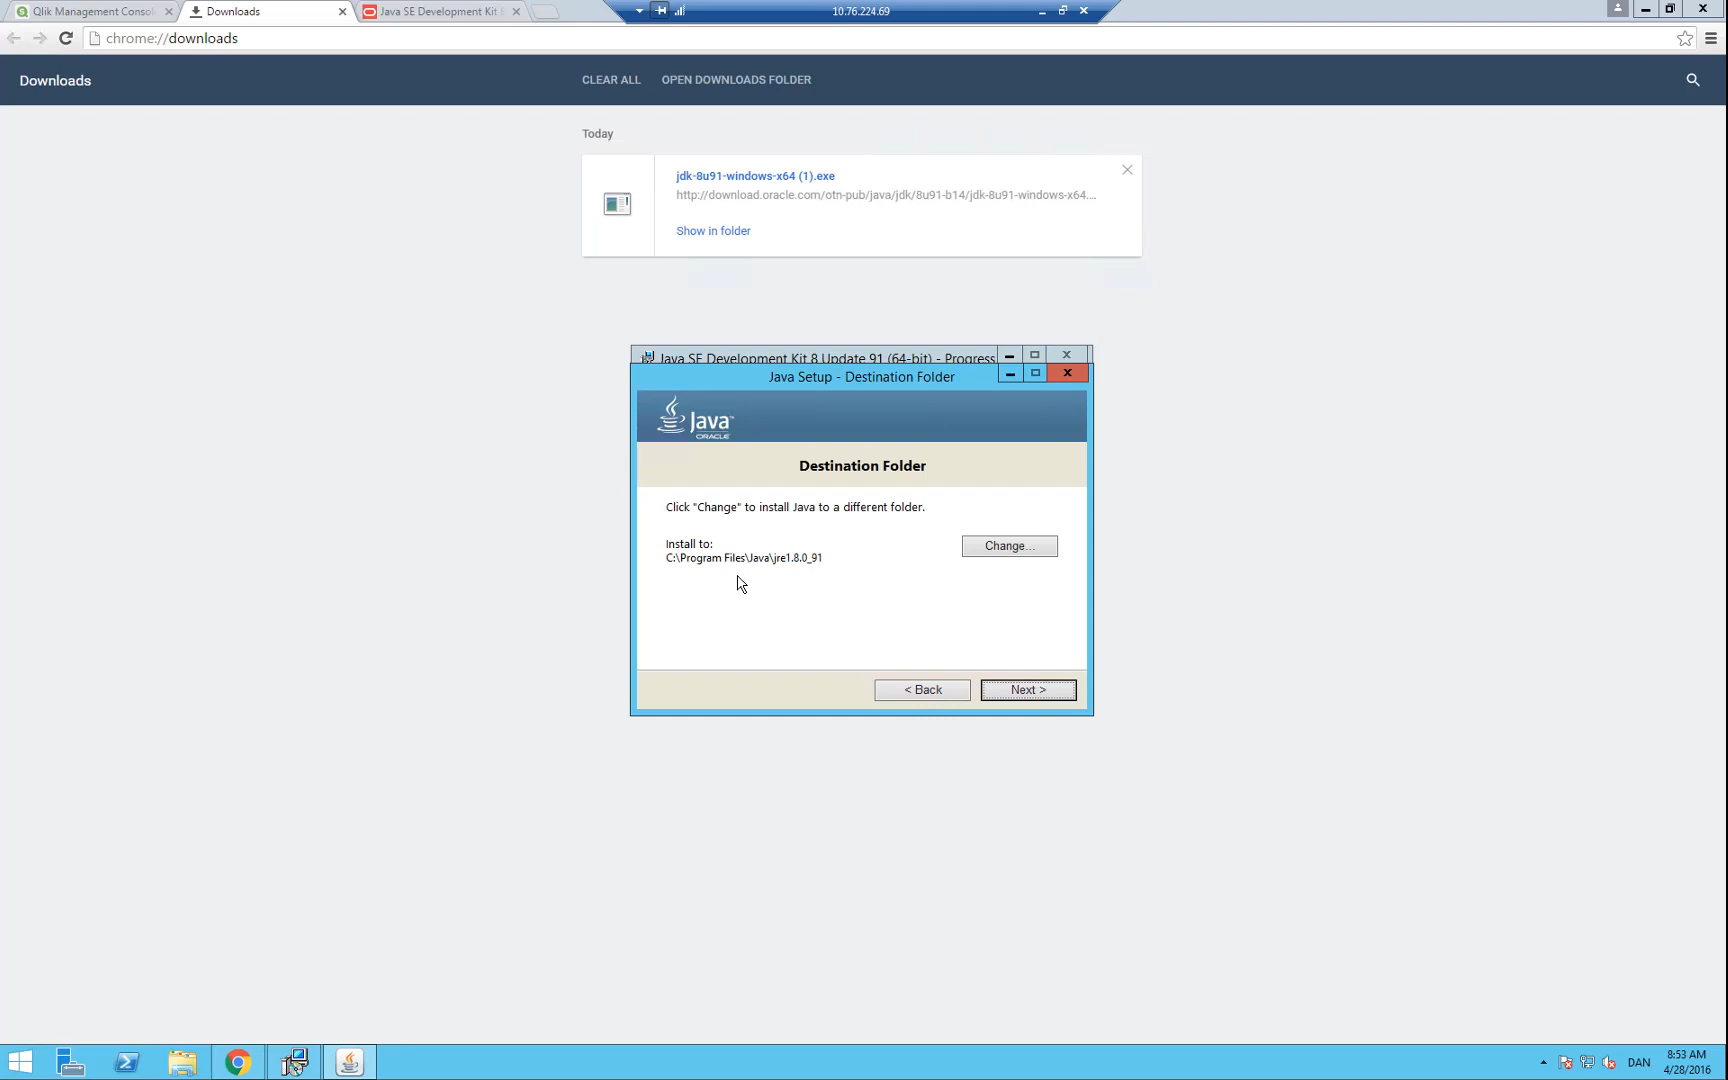 Qlik Management Consol
Downloads
Java SE Development Kit 8
10.76.224.69
chrome://downloads
Downloads
CLEAR ALL
OPEN DOWNLOADS FOLDER
Today
jdk-8u91-windows-x64 (1).exe
http://download.oracle.com/otn-pub/java/jdk/8u91-b14/jdk-8u91-windows-x64....
Show in folder
Java SE Development Kit 8 Update 91 (64-bit) - Progress
Java Setup - Destination Folder
Java™
ORACLE
Destination Folder
Click "Change" to install Java to a different folder.
Install to:
C:\Program Files\Java\jre1.8.0_91
Change...
< Back
Next >
DAN
8:53 AM
4/28/2016